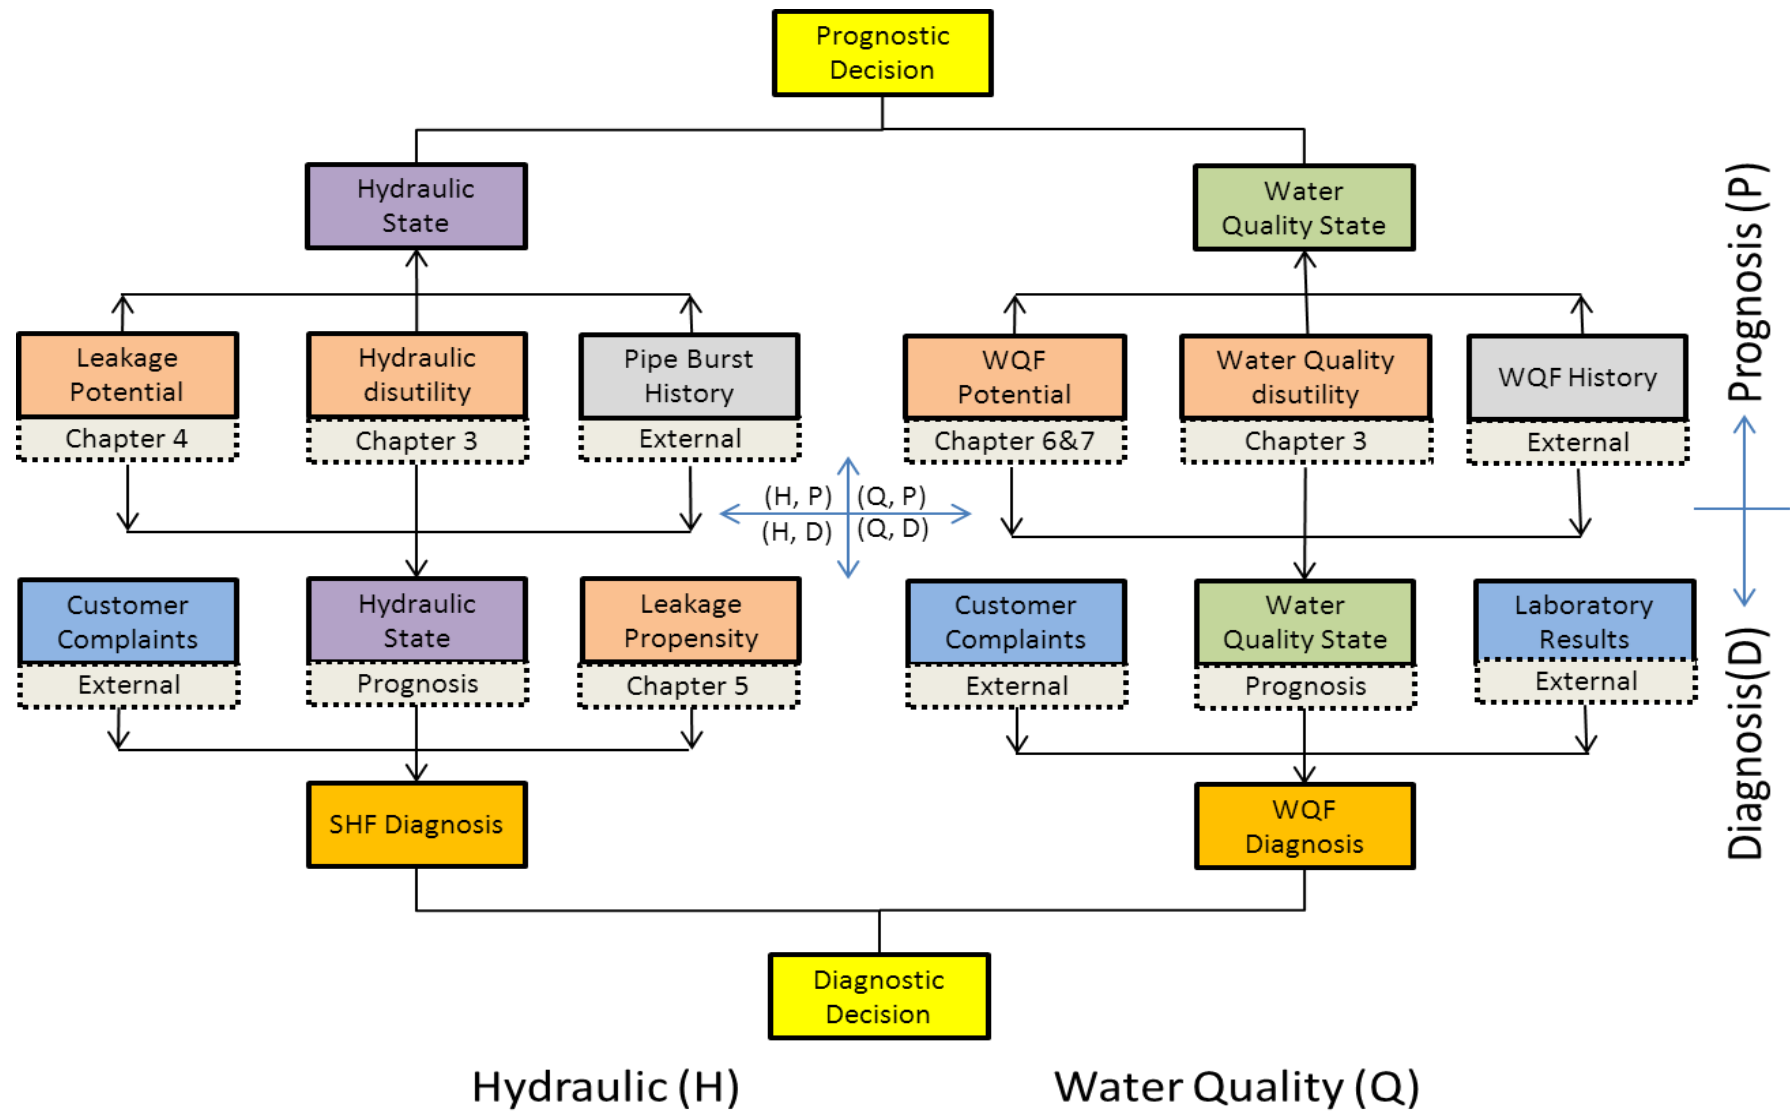 Prognostic
Decision
Hydraulic
State
Water
Quality State
Prognosis (P)
Leakage
Potential
Chapter 4
Hydraulic
disutility
Chapter 3
Pipe Burst
History
External
WQF
Potential
Chapter 6&7
Water Quality
disutility
Chapter 3
WQF History
External
(H, P)
(Q, P)
(H, D)
(Q, D)
Customer
Complaints
External
Hydraulic
State
Prognosis
Leakage
Propensity
Chapter 5
Customer
Complaints
External
Water
Quality State
Prognosis
Laboratory
Results
External
Diagnosis(D)
SHF Diagnosis
WQF
Diagnosis
Diagnostic
Decision
Hydraulic (H)
Water Quality (Q)